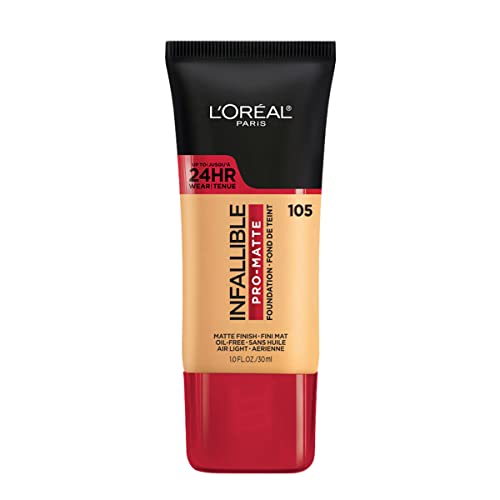 L'ORÉAL®
PARIS
UP TO/JUSQU'À
24HR
WEAR/TENUE
105
INFALLIBLE
PRO-MATTE
FOUNDATION • FOND DE TEINT
MATTE FINISH • FINI MAT
OIL-FREE • SANS HUILE
AIR LIGHT • AERIENNE
1.0 FL.OZ./30ml